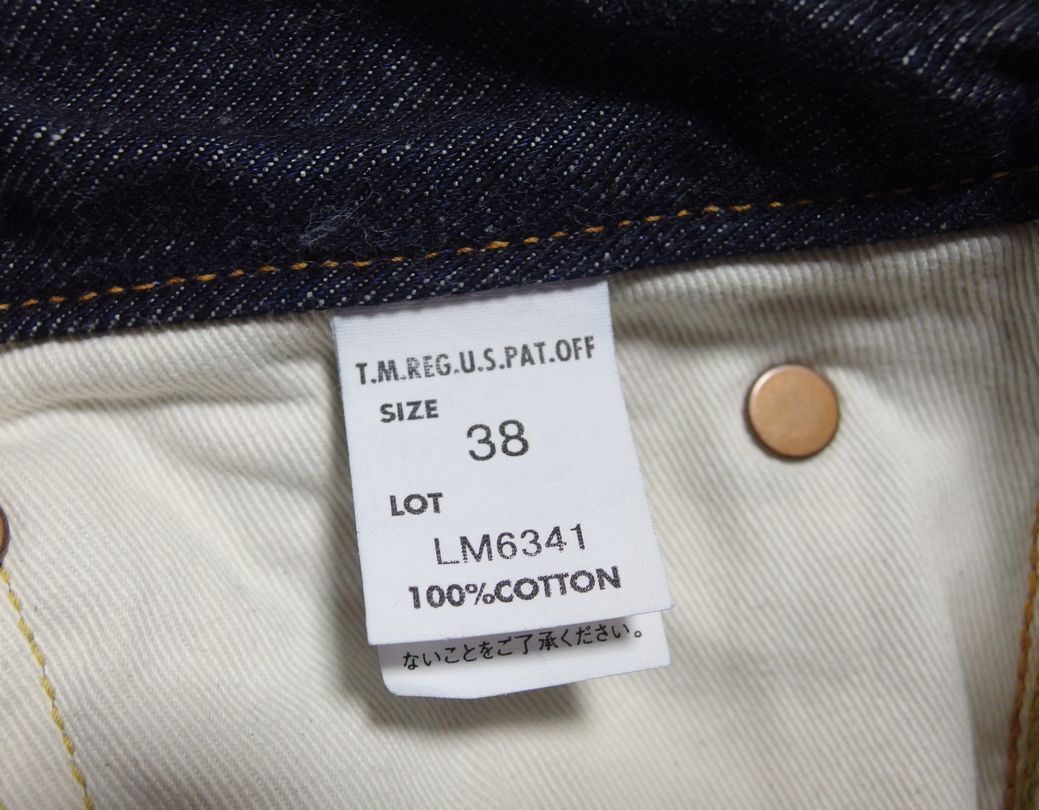 T.M.REG.U.S.PAT.OFF
SIZE
38
LOT
LM6341
100%COTTON
ないことをご了承ください。